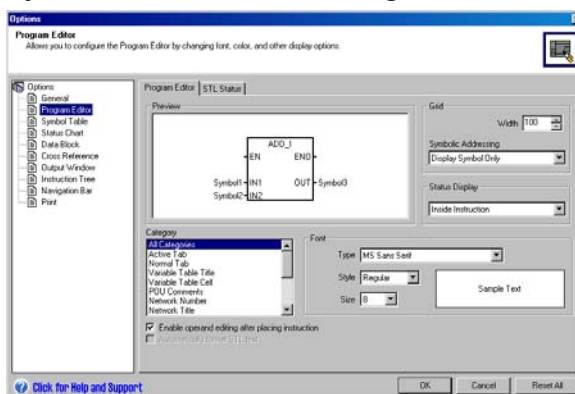 Options
Program Editor
Allows you to configure the Program Editor by changing font, color, and other display options.
Options
General
Program Editor
Symbol Table
Status Chart
Data Block
Cross Reference
Output Window
Instruction Tree
Navigation Bar
Print
Program Editor STL Status
Preview
ADD_I
EN ENO
Symbol1 IN1 OUT Symbol3
Symbol2 IN2
Grid
Width 100
Symbolic Addressing
Display Symbol Only
Status Display
Inside Instruction
Category
All Categories
Active Tab
Normal Tab
Variable Table Title
Variable Table Cell
POU Comments
Network Number
Network Title
Font
Type MS Sans Serif
Style Regular
Size 8
Sample Text
Enable operand editing after placing instruction
Automatically format STL text
Click for Help and Support
OK Cancel Reset All